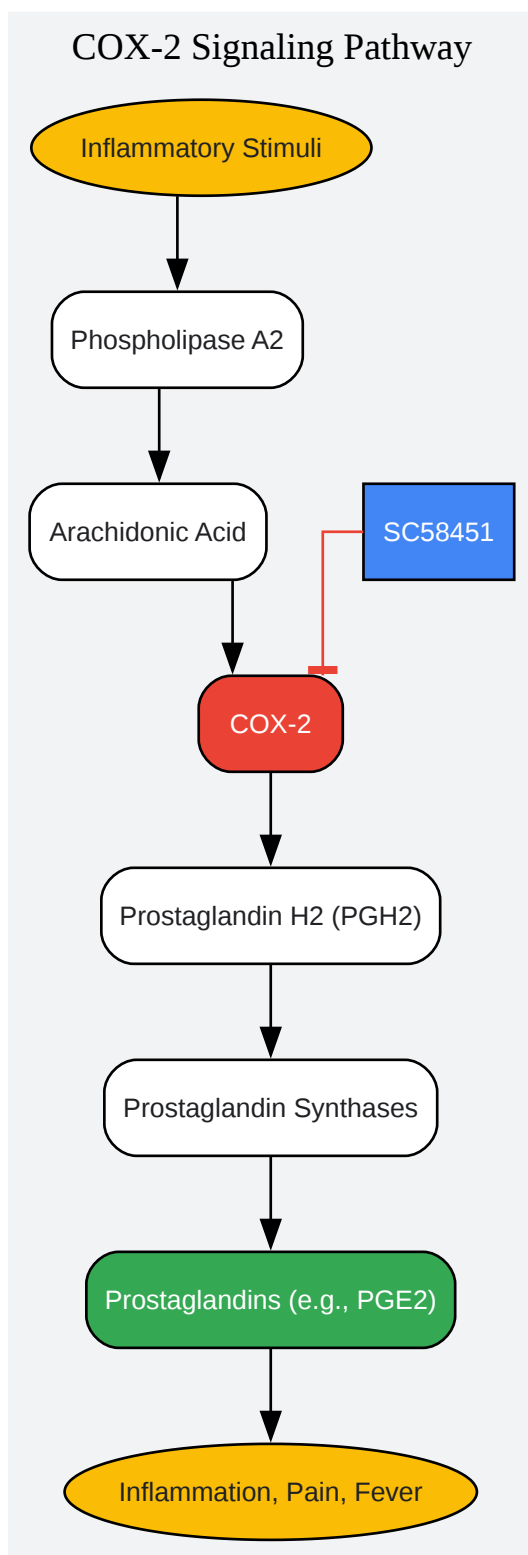 COX-2 Signaling Pathway
Inflammatory Stimuli
Phospholipase A2
Arachidonic Acid
SC58451
COX-2
Prostaglandin H2 (PGH2)
Prostaglandin Synthases
Prostaglandins (e.g., PGE2)
Inflammation, Pain, Fever